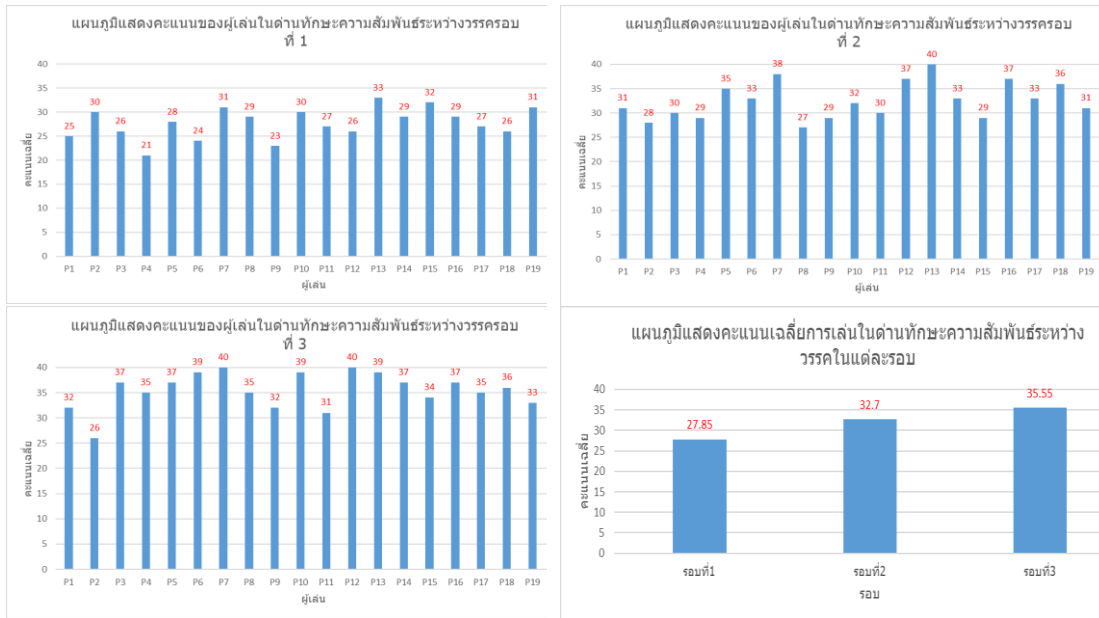 แผนภูมิแสดงคะแนนของผู้เล่นในด้านทักษะความสัมพันธ์ระหว่างวรรครอบ
ที่ 1
40
35
30
25
20
15
10
5
0
คะแนนเฉลี่ย
25 30 26 21 28 24 31 29 23 30 27 26 33 29 32 29 27 26 31
P1 P2 P3 P4 P5 P6 P7 P8 P9 P10 P11 P12 P13 P14 P15 P16 P17 P18 P19
ผู้เล่น
แผนภูมิแสดงคะแนนของผู้เล่นในด้านทักษะความสัมพันธ์ระหว่างวรรครอบ
ที่ 2
40
35
30
25
20
15
10
5
0
คะแนนเฉลี่ย
31 28 30 29 35 33 38 27 29 32 30 37 40 33 29 37 33 36 31
P1 P2 P3 P4 P5 P6 P7 P8 P9 P10 P11 P12 P13 P14 P15 P16 P17 P18 P19
ผู้เล่น
แผนภูมิแสดงคะแนนของผู้เล่นในด้านทักษะความสัมพันธ์ระหว่างวรรครอบ
ที่ 3
40
35
30
25
20
15
10
5
0
คะแนนเฉลี่ย
32 26 37 35 37 39 40 35 32 39 31 40 39 37 34 37 35 36 33
P1 P2 P3 P4 P5 P6 P7 P8 P9 P10 P11 P12 P13 P14 P15 P16 P17 P18 P19
ผู้เล่น
แผนภูมิแสดงคะแนนเฉลี่ยการเล่นในด้านทักษะความสัมพันธ์ระหว่าง
วรรคในแต่ละรอบ
40
35
30
25
20
15
10
5
0
คะแนนเฉลี่ย
27.85 32.7 35.55
รอบที่1 รอบที่2 รอบที่3
รอบ